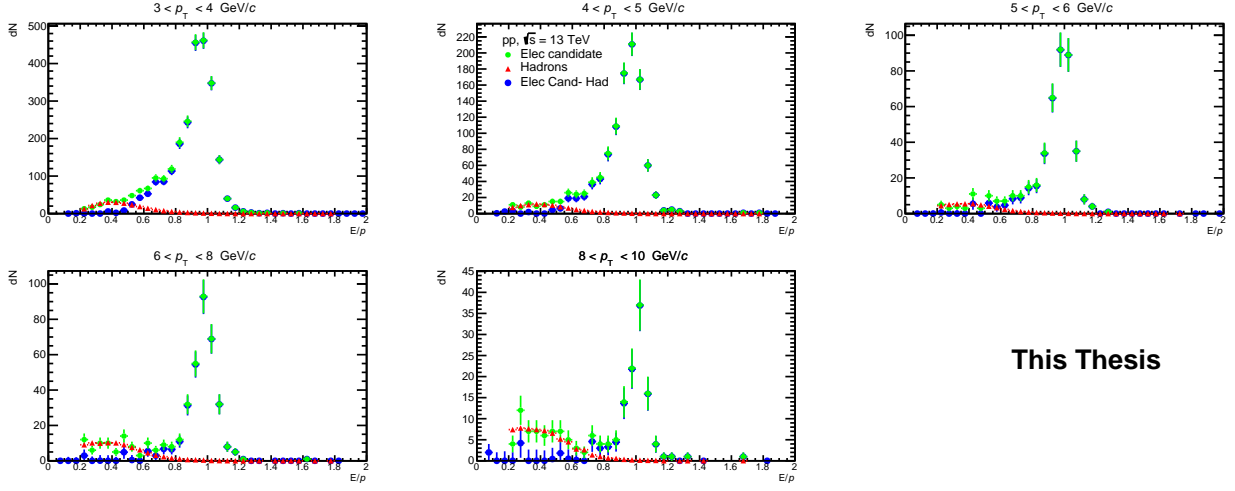 3 < p_T < 4 GeV/c
dN
500
400
300
200
100
0
0 0.2 0.4 0.6 0.8 1 1.2 1.4 1.6 1.8 2
E/p
4 < p_T < 5 GeV/c
dN
pp, √s = 13 TeV
Elec candidate
Hadrons
Elec Cand- Had
220
200
180
160
140
120
100
80
60
40
20
0
0 0.2 0.4 0.6 0.8 1 1.2 1.4 1.6 1.8 2
E/p
5 < p_T < 6 GeV/c
dN
100
80
60
40
20
0
0 0.2 0.4 0.6 0.8 1 1.2 1.4 1.6 1.8 2
E/p
6 < p_T < 8 GeV/c
dN
100
80
60
40
20
0
0 0.2 0.4 0.6 0.8 1 1.2 1.4 1.6 1.8 2
E/p
8 < p_T < 10 GeV/c
dN
45
40
35
30
25
20
15
10
5
0
0 0.2 0.4 0.6 0.8 1 1.2 1.4 1.6 1.8 2
E/p
This Thesis